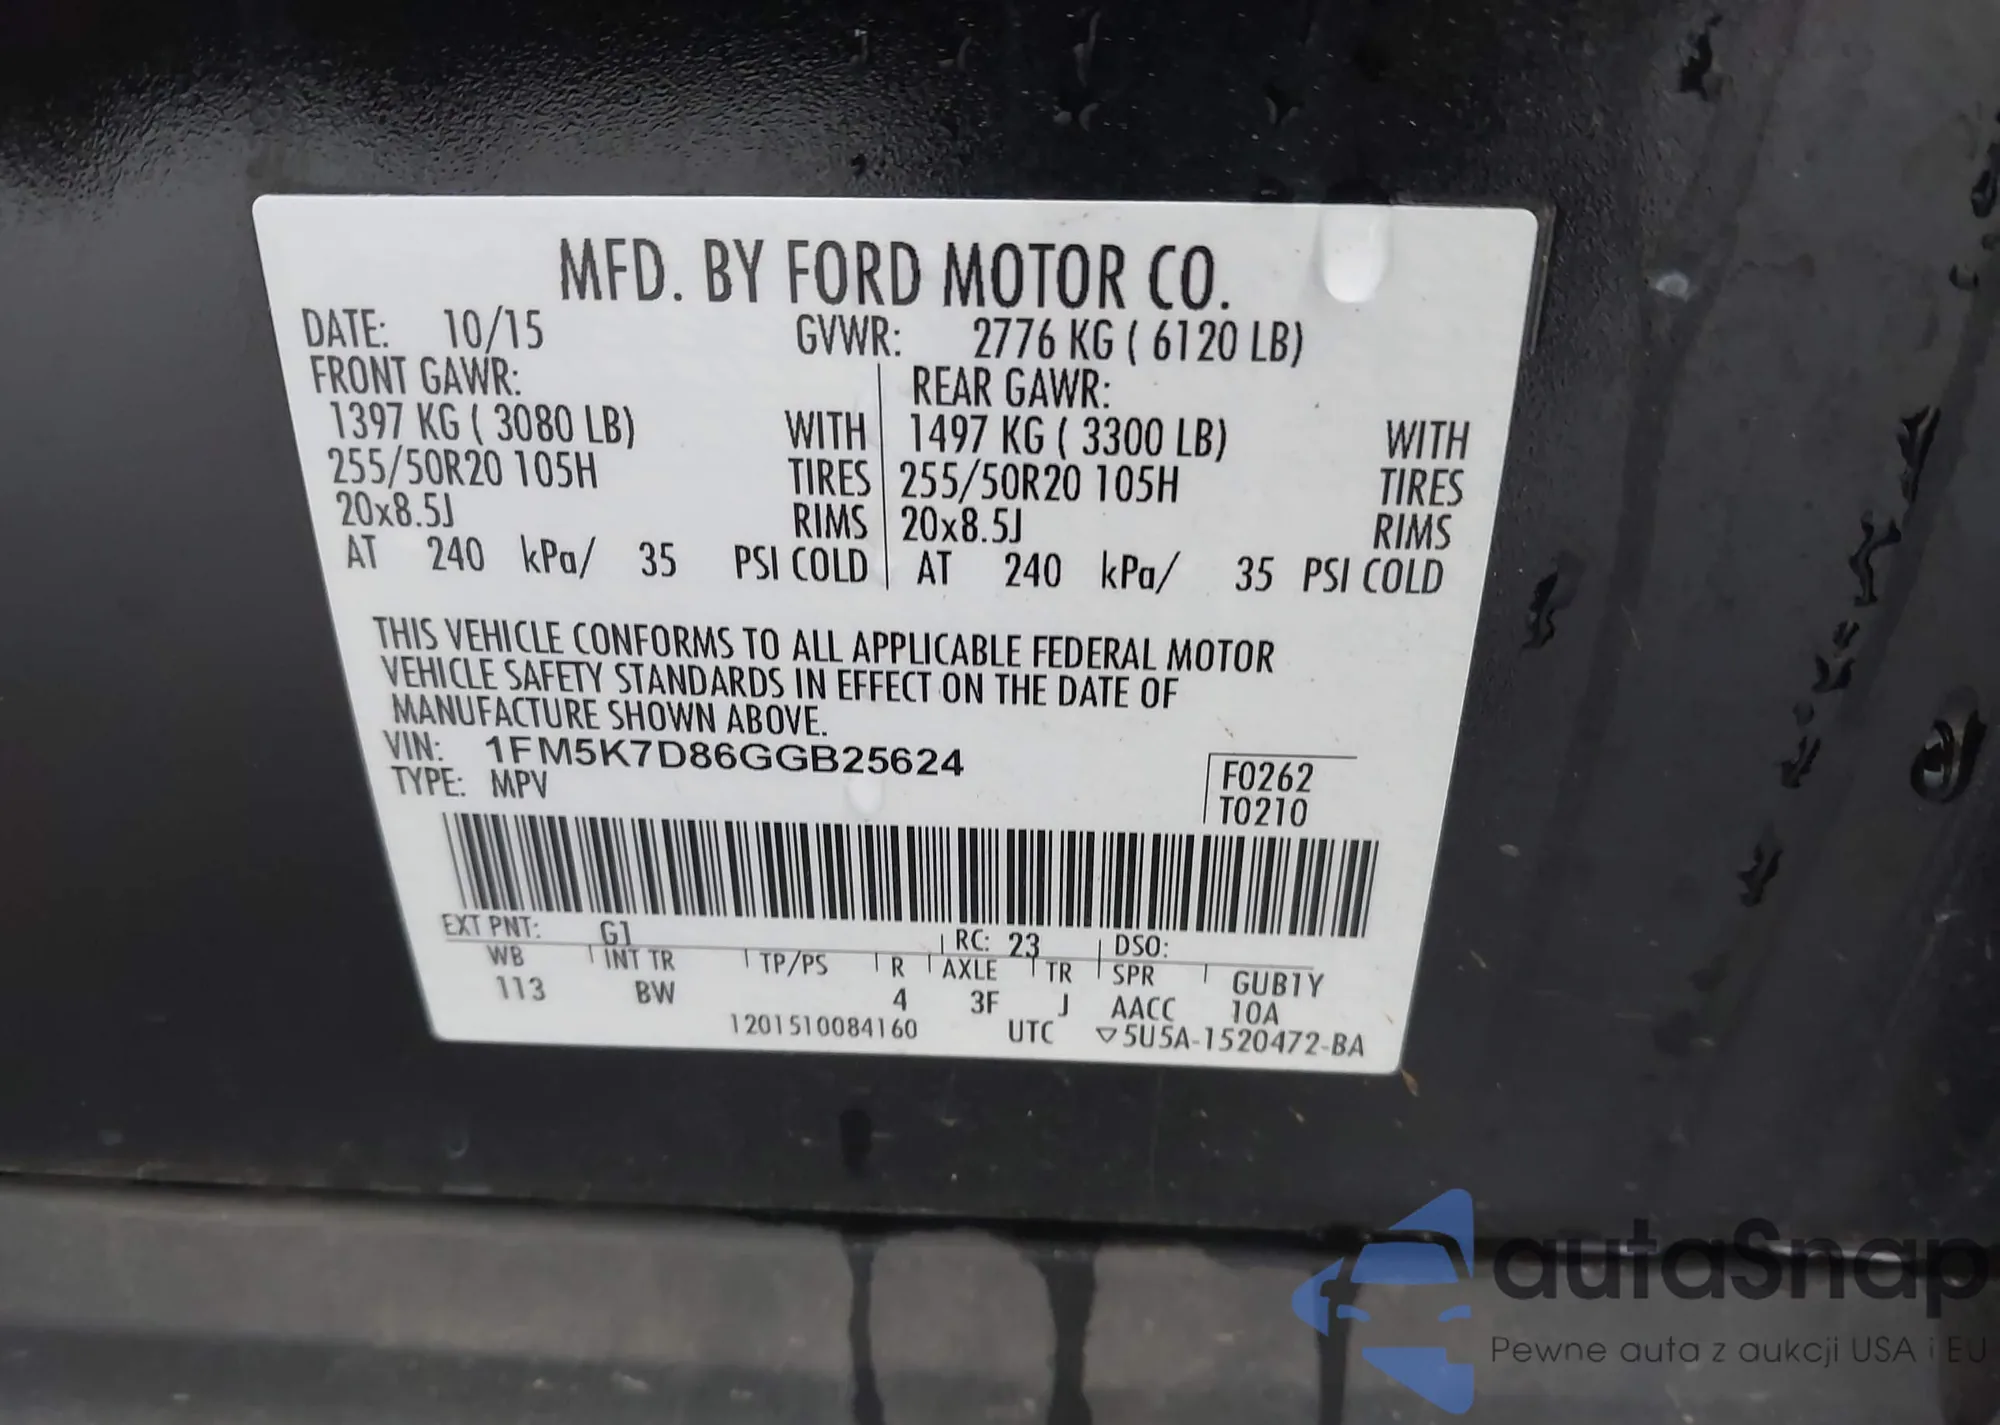 MFD. BY FORD MOTOR CO.
DATE: 10/15 GVWR: 2776 KG ( 6120 LB)
FRONT GAWR: REAR GAWR:
1397 KG ( 3080 LB) WITH 1497 KG ( 3300 LB) WITH
255/50R20 105H TIRES 255/50R20 105H TIRES
20x8.5J RIMS 20x8.5J RIMS
AT 240 kPa/ 35 PSI COLD AT 240 kPa/ 35 PSI COLD
THIS VEHICLE CONFORMS TO ALL APPLICABLE FEDERAL MOTOR
VEHICLE SAFETY STANDARDS IN EFFECT ON THE DATE OF
MANUFACTURE SHOWN ABOVE.
VIN: 1FM5K7D86GGB25624
TYPE: MPV
F0262
T0210
EXT PNT: G1 RC: 23 DSO:
WB INT TR TP/PS R AXLE TR SPR GUB1Y
113 BW 4 3F J AACC 10A
1201510084160 UTC ▽5U5A-1520472-BA
autaSnap
Pewne auta z aukcji USA i EU